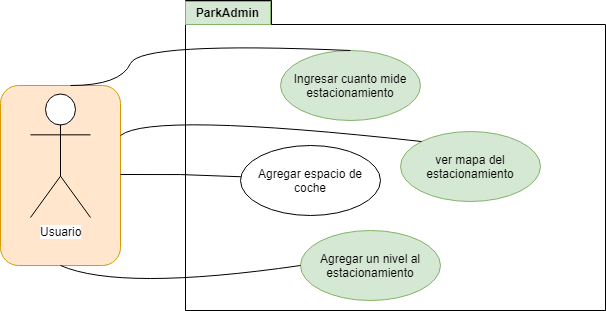 ParkAdmin
Ingresar cuanto mide
estacionamiento
ver mapa del
estacionamiento
Agregar espacio de
coche
Usuario
Agregar un nivel al
estacionamiento